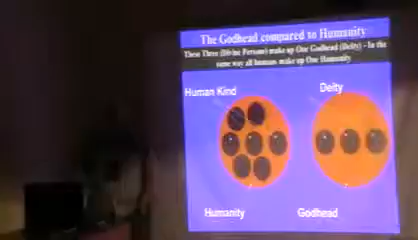 The Godhead compared to Humanity
These Three (Divine Persons) make up One Godhead (Deity) - In the
same way all humans make up One Humanity
Human Kind
Deity
Humanity
Godhead